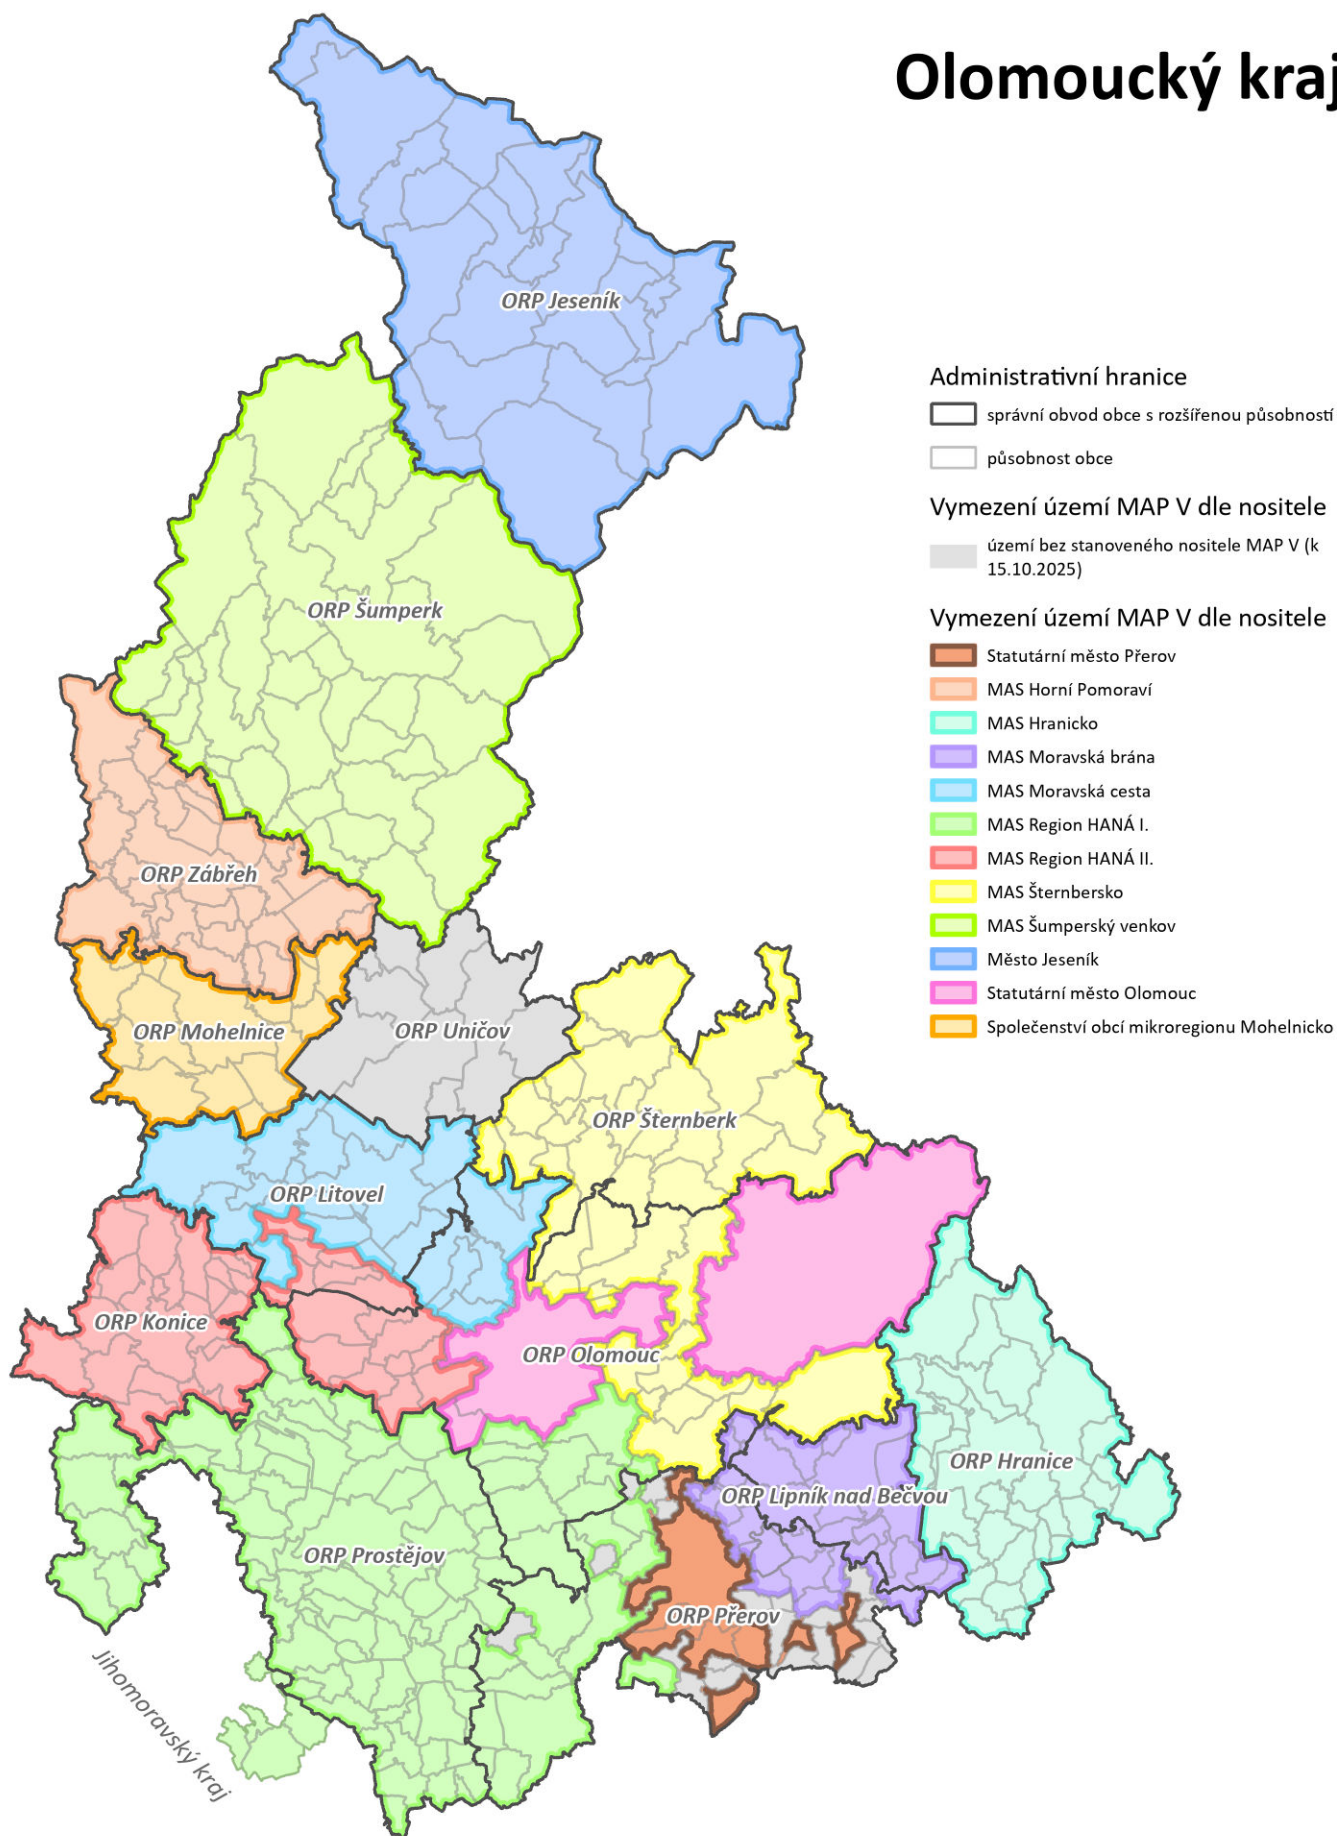 Olomoucký kraj
ORP Jeseník
Administrativní hranice
správní obvod obce s rozšířenou působností
působnost obce
Vymezení území MAP V dle nositele
území bez stanoveného nositele MAP V (k
15.10.2025)
Vymezení území MAP V dle nositele
Statutární město Přerov
MAS Horní Pomoraví
MAS Hranicko
MAS Moravská brána
MAS Moravská cesta
MAS Region HANÁ I.
MAS Region HANÁ II.
MAS Šternbersko
MAS Šumperský venkov
Město Jeseník
Statutární město Olomouc
Společenství obcí mikroregionu Mohelnicko
ORP Šumperk
ORP Zábřeh
ORP Mohelnice
ORP Uničov
ORP Šternberk
ORP Litovel
ORP Konice
ORP Olomouc
ORP Hranice
ORP Lipník nad Bečvou
ORP Prostějov
ORP Přerov
Jihomoravský kraj